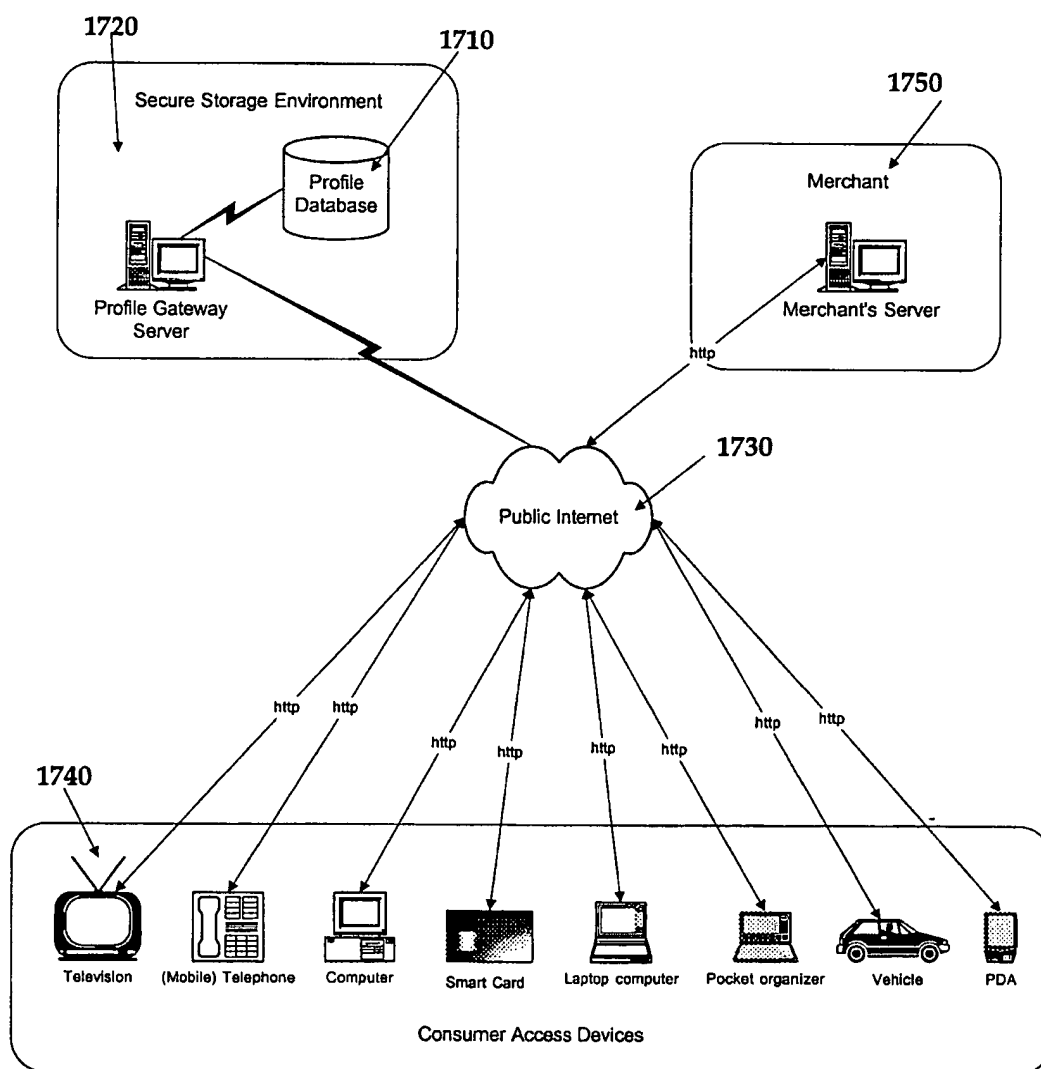 1720
1710
Secure Storage Environment
Profile
Database
Profile Gateway
Server
1750
Merchant
Merchant's Server
http
1730
Public Internet
http
http
http
http
http
http
http
http
1740
Television
(Mobile) Telephone
Computer
Smart Card
Laptop computer
Pocket organizer
Vehicle
PDA
Consumer Access Devices